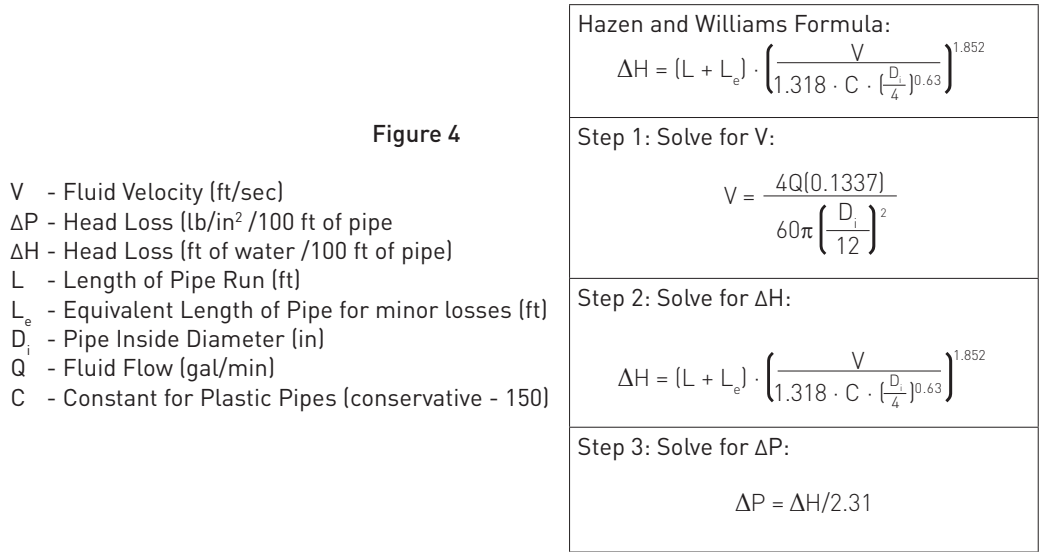 Figure 4
V - Fluid Velocity (ft/sec)
ΔP - Head Loss (lb/in² /100 ft of pipe
ΔH - Head Loss (ft of water /100 ft of pipe)
L - Length of Pipe Run (ft)
Lₑ - Equivalent Length of Pipe for minor losses (ft)
Dᵢ - Pipe Inside Diameter (in)
Q - Fluid Flow (gal/min)
C - Constant for Plastic Pipes (conservative - 150)
Hazen and Williams Formula:
ΔH = (L + Lₑ) · (V / 1.318 · C · (Dᵢ/4)^0.63)^1.852
Step 1: Solve for V:
V = 4Q(0.1337) / 60π(Dᵢ/12)²
Step 2: Solve for ΔH:
ΔH = (L + Lₑ) · (V / 1.318 · C · (Dᵢ/4)^0.63)^1.852
Step 3: Solve for ΔP:
ΔP = ΔH/2.31